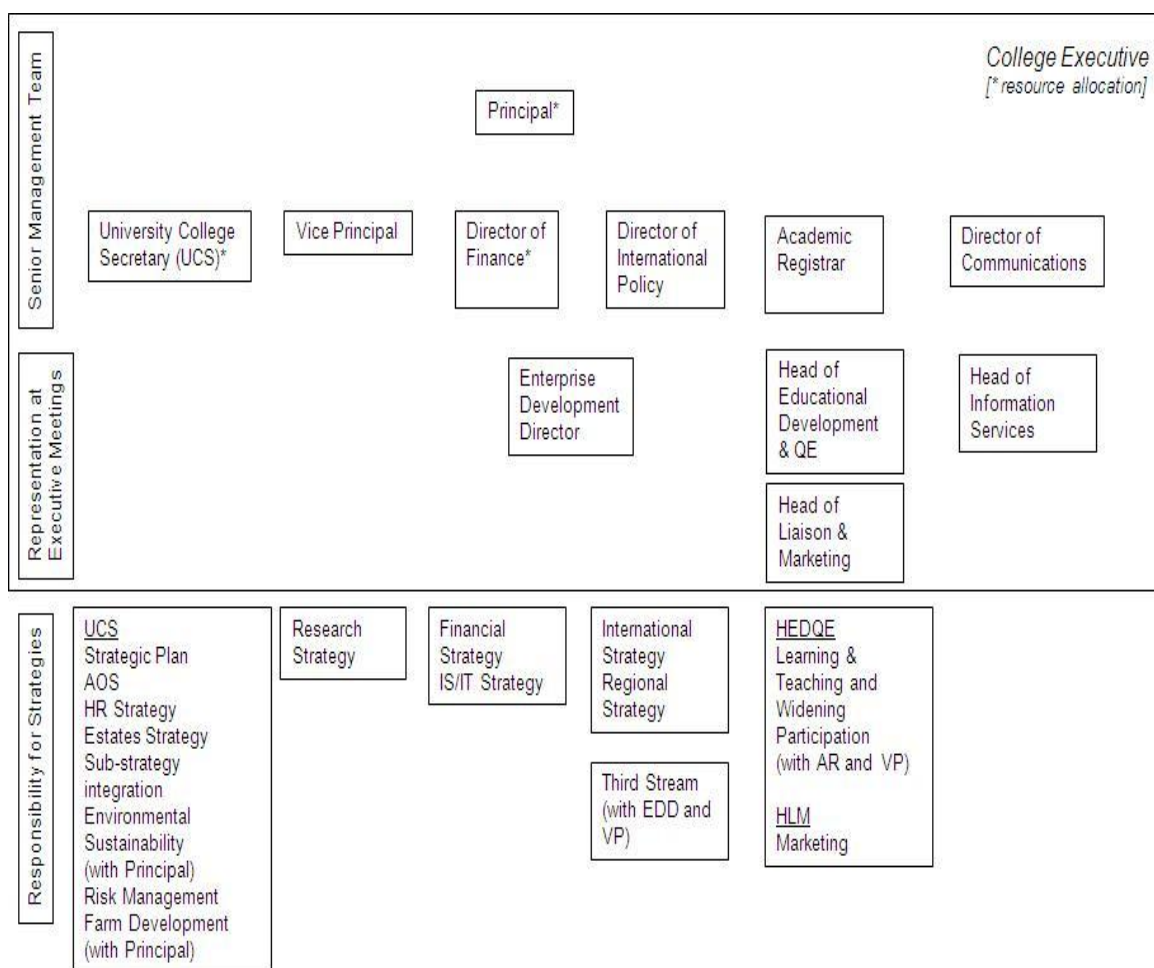 Senior Management Team
College Executive
[* resource allocation]
Principal*
University College
Secretary (UCS)*
Vice Principal
Director of
Finance*
Director of
International
Policy
Academic
Registrar
Director of
Communications
Representation at
Executive Meetings
Enterprise
Development
Director
Head of
Educational
Development
& QE
Head of
Information
Services
Head of
Liaison &
Marketing
Responsibility for Strategies
UCS
Strategic Plan
AOS
HR Strategy
Estates Strategy
Sub-strategy
integration
Environmental
Sustainability
(with Principal)
Risk Management
Farm Development
(with Principal)
Research
Strategy
Financial
Strategy
IS/IT Strategy
International
Strategy
Regional
Strategy
Third Stream
(with EDD and
VP)
HEDQE
Learning &
Teaching and
Widening
Participation
(with AR and VP)
HLM
Marketing